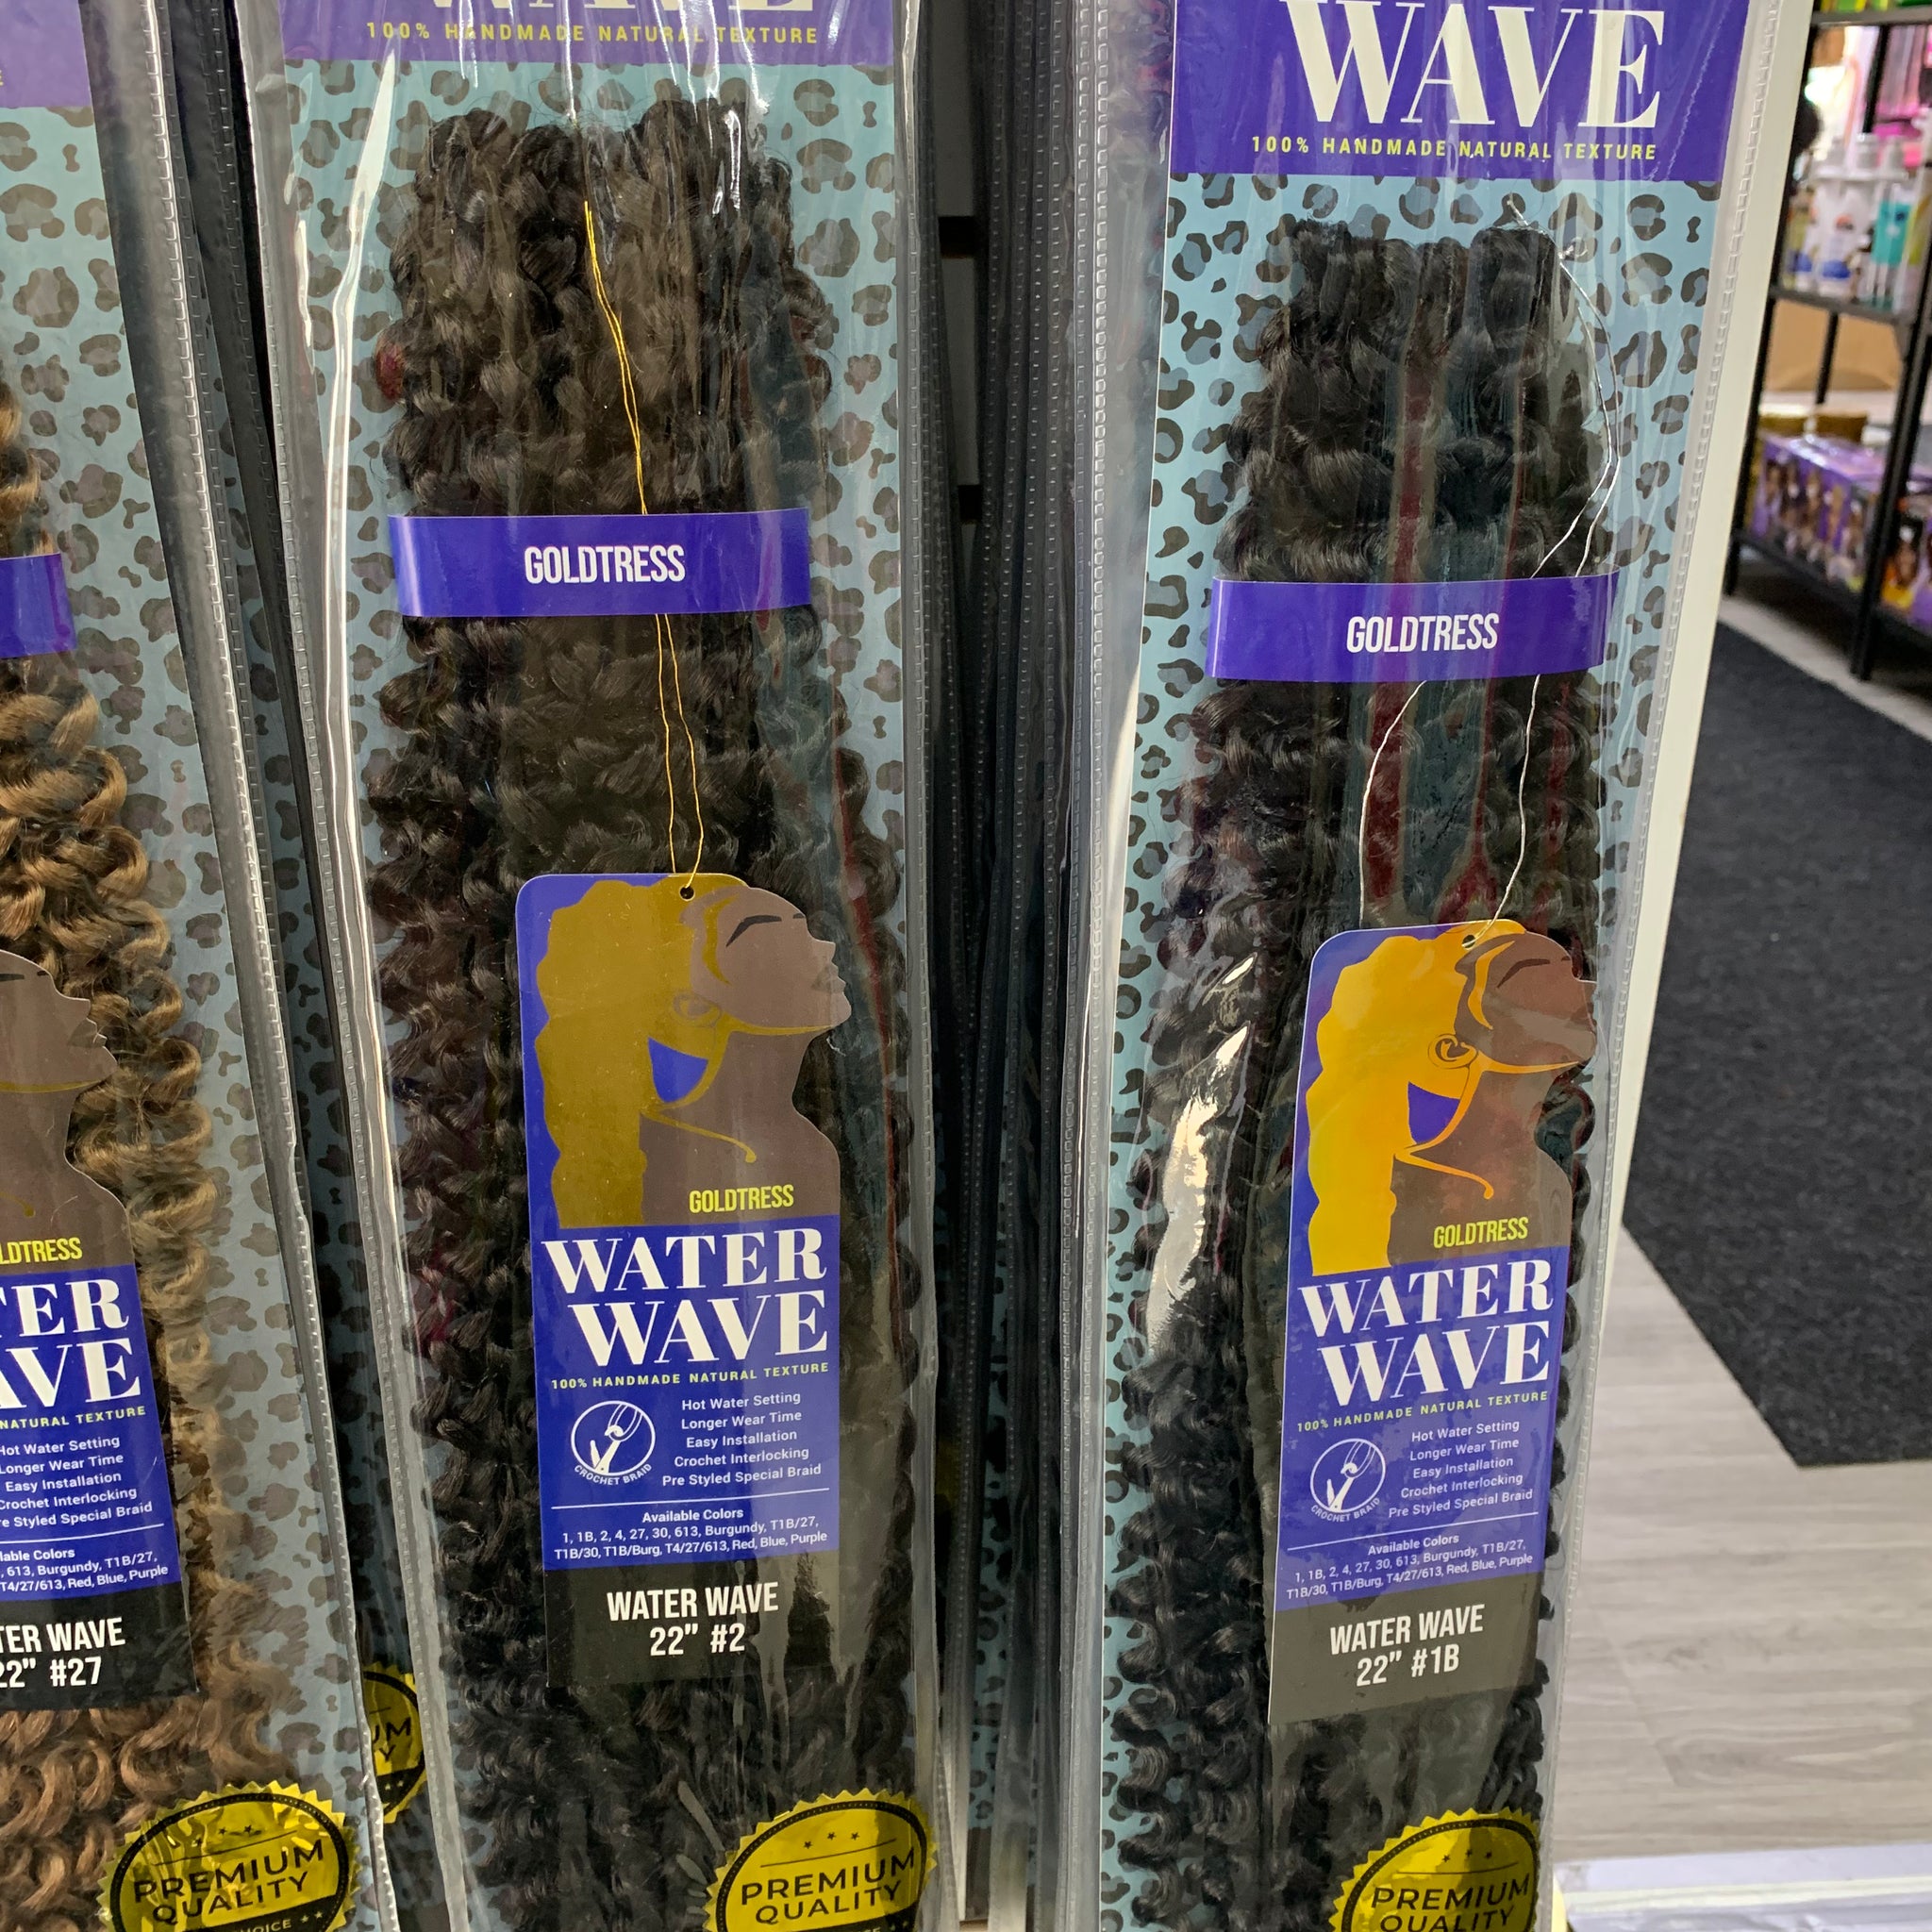 100% HANDMADE NATURAL TEXTURE
GOLDTRESS
GOLDTRESS
WATER
WAVE
100% HANDMADE NATURAL TEXTURE
Hot Water Setting
Longer Wear Time
Easy Installation
Crochet Interlocking
Pre Styled Special Braid
CROCHET BRAID
Available Colors
1, 1B, 2, 4, 27, 30, 613, Burgundy, T1B/27,
T1B/30, T1B/Burg, T4/27/613, Red, Blue, Purple
WATER WAVE
22" #2
PREMIUM
QUALITY
WAVE
100% HANDMADE NATURAL TEXTURE
GOLDTRESS
GOLDTRESS
WATER
WAVE
100% HANDMADE NATURAL TEXTURE
Hot Water Setting
Longer Wear Time
Easy Installation
Crochet Interlocking
Pre Styled Special Braid
CROCHET BRAID
Available Colors
1, 1B, 2, 4, 27, 30, 613, Burgundy, T1B/27,
T1B/30, T1B/Burg, T4/27/613, Red, Blue, Purple
WATER WAVE
22" #1B
PREMIUM
QUALITY
NATURAL TEXTURE
Hot Water Setting
Longer Wear Time
Easy Installation
Crochet Interlocking
Styled Special Braid
Colors
613, Burgundy, T1B/27,
T4/27/613, Red, Blue, Purple
WAVE
22" #27
PREMIUM
QUALITY